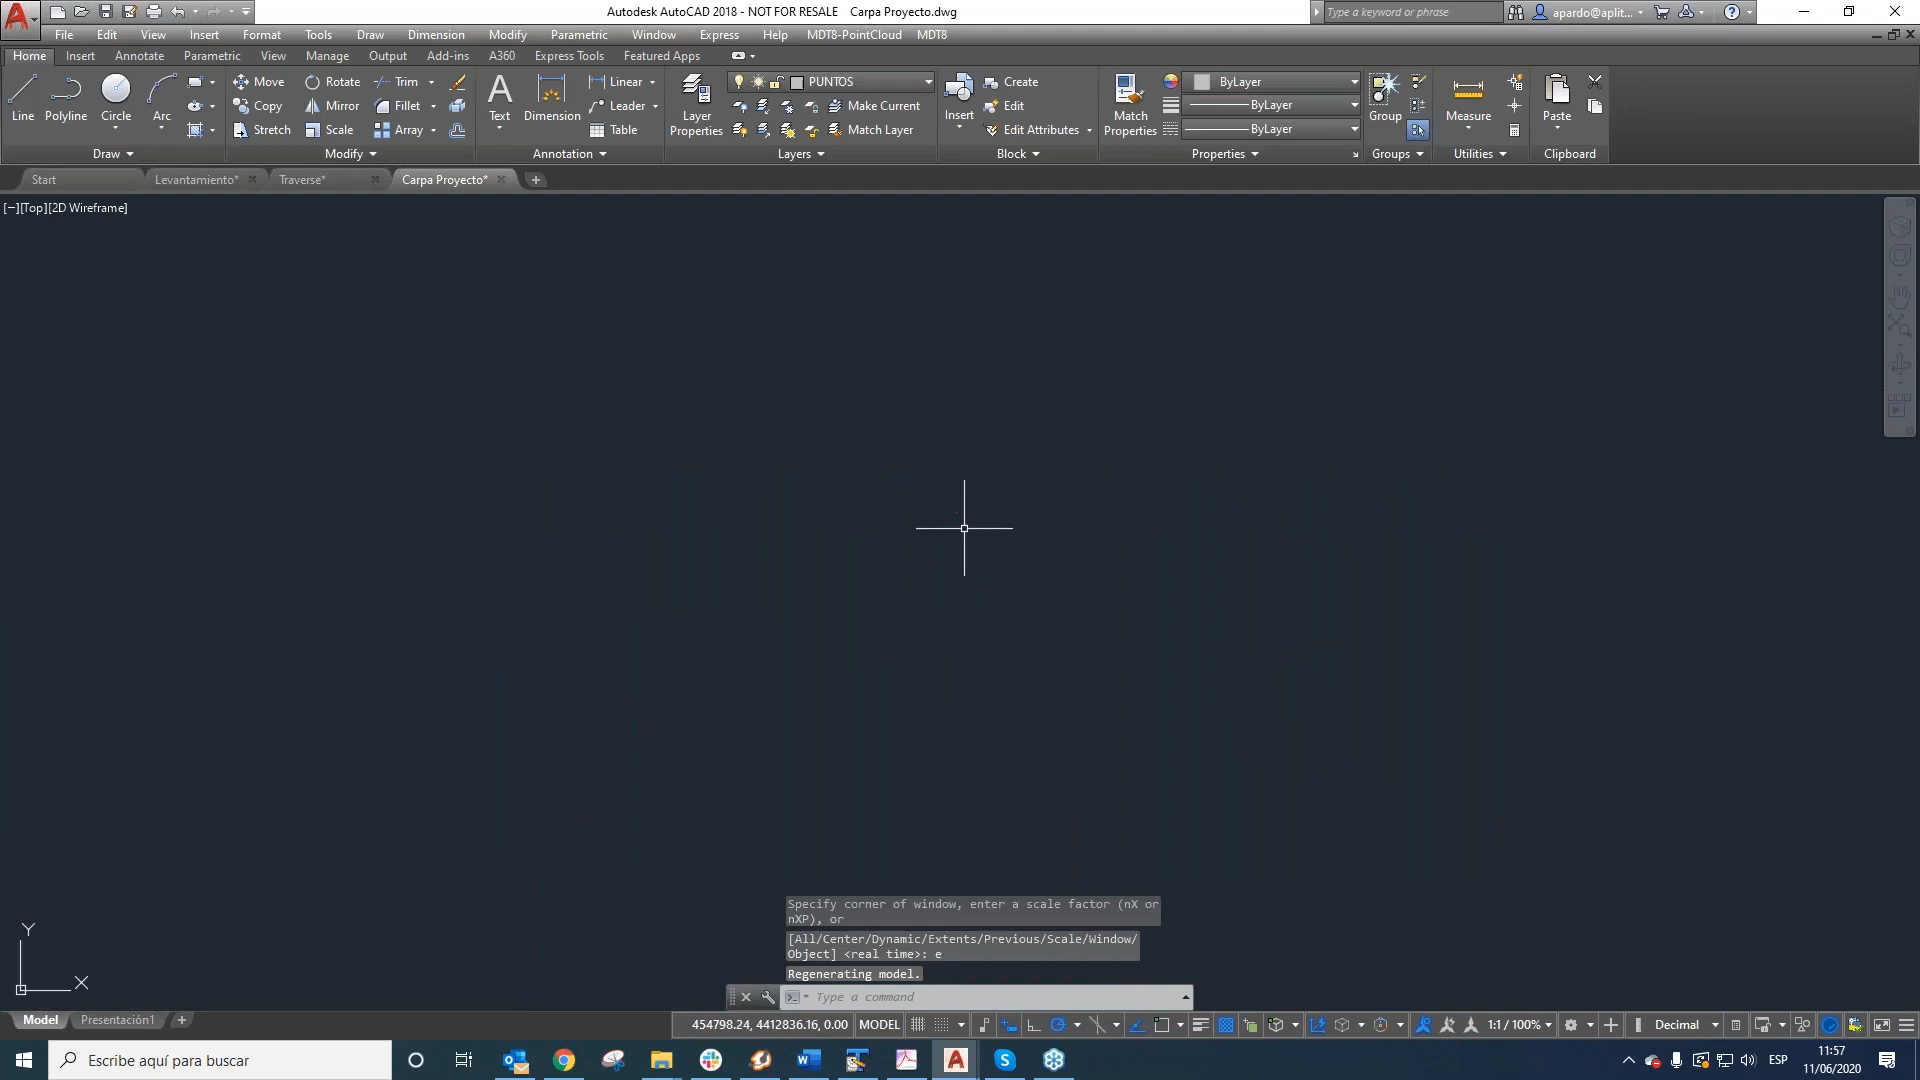 Autodesk AutoCAD 2018 - NOT FOR RESALE Carpa Proyecto.dwg
Type a keyword or phrase
apardo@aplit...
File Edit View Insert Format Tools Draw Dimension Modify Parametric Window Express Help MDT8-PointCloud MDT8
Home Insert Annotate Parametric View Manage Output Add-ins A360 Express Tools Featured Apps
Move Rotate Trim Linear PUNTOS Create ByLayer
Copy Mirror Fillet Leader Make Current Edit ByLayer
Line Polyline Circle Arc Stretch Scale Array Text Dimension Table Layer Properties Match Layer Insert Edit Attributes Match Properties ByLayer Group Measure Paste
Draw Modify Annotation Layers Block Properties Groups Utilities Clipboard
Start Levantamiento* Traverse* Carpa Proyecto*
[−][Top][2D Wireframe]
Specify corner of window, enter a scale factor (nX or
nXP), or
[All/Center/Dynamic/Extents/Previous/Scale/Window/
Object] <real time>: e
Regenerating model.
Y
X
Type a command
Model Presentación1
454798.24, 4412836.16, 0.00 MODEL 1:1 / 100% Decimal
Escribe aquí para buscar
ESP
11:57
11/06/2020